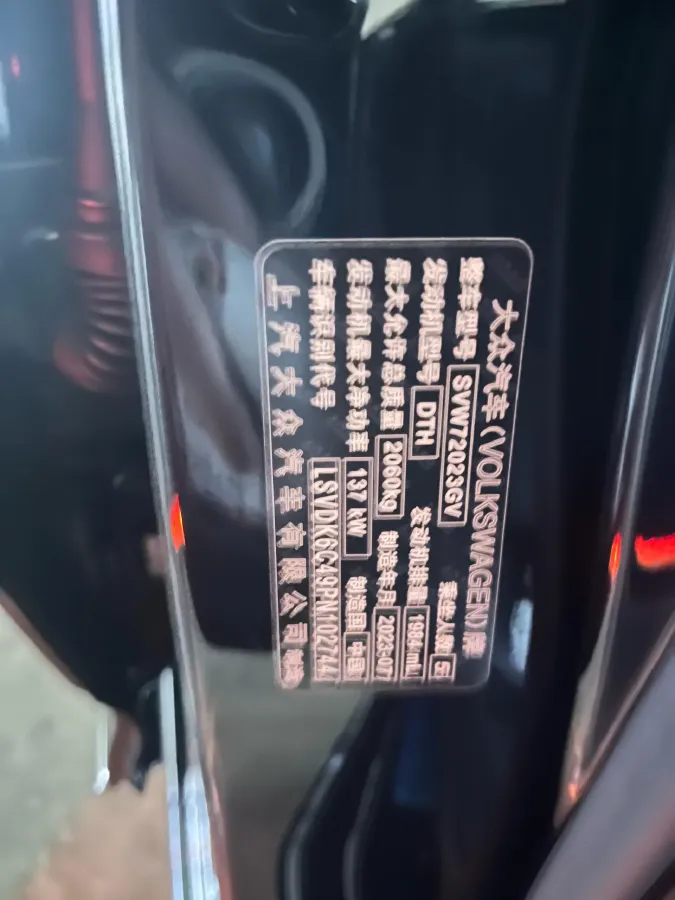 大众汽车(VOLKSWAGEN)牌
整车型号 SVW72023GV 乘坐人数 5
发动机型号 DTH 发动机排量 1984 mL
最大允许总质量 2060kg 制造年月 2023-07
发动机最大净功率 137 kW 制造国 中国
车辆识别代号 LSVDK6C49PN102744
上汽大众汽车有限公司制造